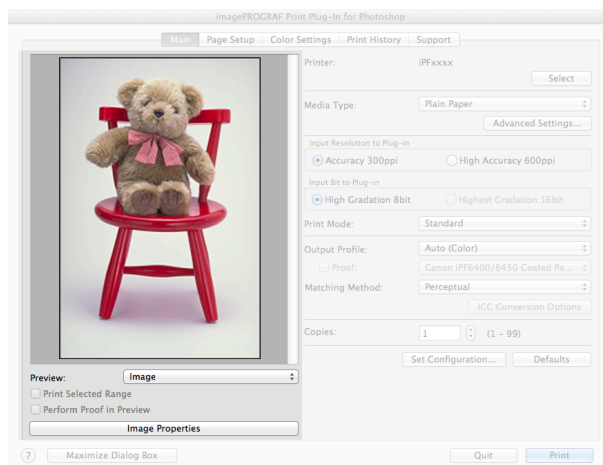 imagePROGRAF Print Plug-In for Photoshop
Main Page Setup Color Settings Print History Support
Printer: iPFxxxx
Select
Media Type: Plain Paper
Advanced Settings...
Input Resolution to Plug-in
Accuracy 300ppi High Accuracy 600ppi
Input Bit to Plug-in
High Gradation 8bit Highest Gradation 16bit
Print Mode: Standard
Output Profile: Auto (Color)
Proof: Canon iPF6400/6450 Coated Pa...
Matching Method: Perceptual
ICC Conversion Options
Copies: 1 (1 – 99)
Set Configuration... Defaults
Preview: Image
Print Selected Range
Perform Proof in Preview
Image Properties
? Maximize Dialog Box Quit Print